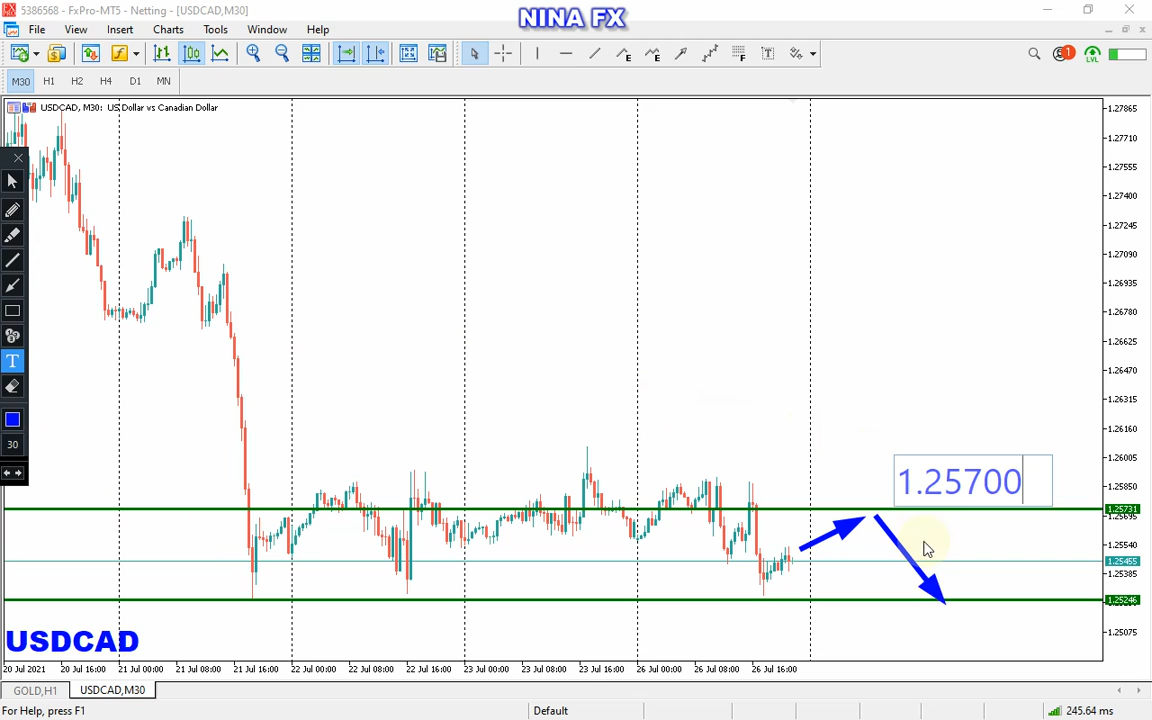 5386568 - FxPro-MT5 - Netting - [USDCAD,M30]
NINA FX
File View Insert Charts Tools Window Help
E E F T
1
LVL
M30 H1 H2 H4 D1 MN
USDCAD, M30: US Dollar vs Canadian Dollar
1.27865
1.27710
1.27555
1.27400
1.27245
1.27090
1.26935
1.26780
1.26625
1.26470
1.26315
1.26160
1.26005
1.25850
1.25731
1.25695
1.25540
1.25455
1.25385
1.25246
1.25075
T
30
1.25700
USDCAD
20 Jul 2021 20 Jul 16:00 21 Jul 00:00 21 Jul 08:00 21 Jul 16:00 22 Jul 00:00 22 Jul 08:00 22 Jul 16:00 23 Jul 00:00 23 Jul 08:00 23 Jul 16:00 26 Jul 00:00 26 Jul 08:00 26 Jul 16:00
GOLD,H1 USDCAD,M30
For Help, press F1 Default 245.64 ms